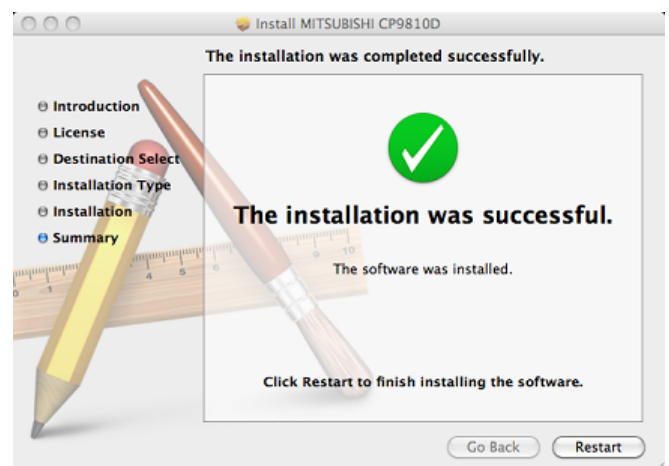 Install MITSUBISHI CP9810D
The installation was completed successfully.
Introduction
License
Destination Select
Installation Type
Installation
Summary
The installation was successful.
The software was installed.
Click Restart to finish installing the software.
Go Back
Restart